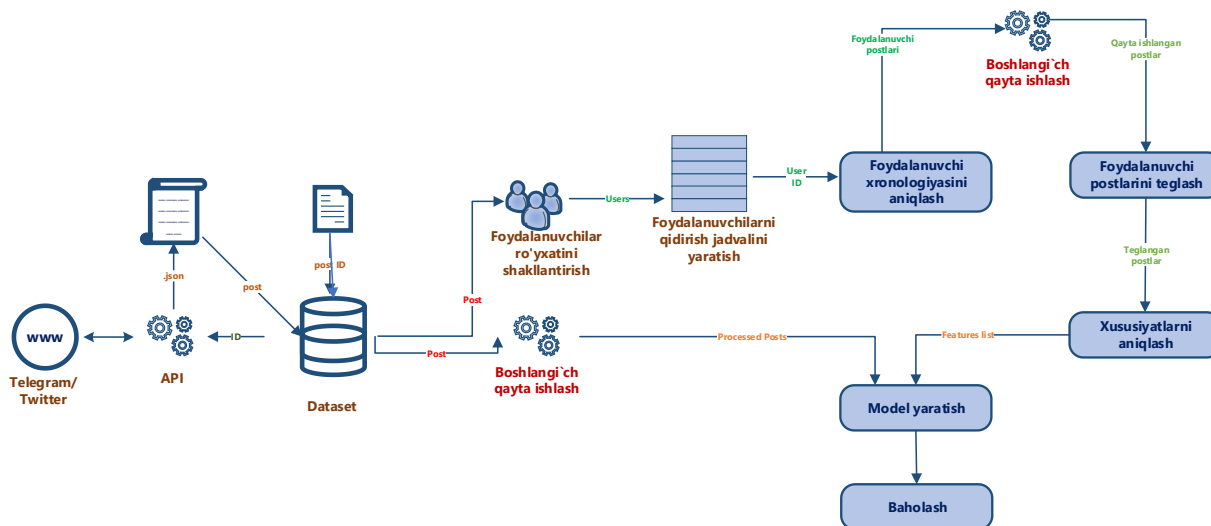 Foydalanuvchi
postlari
Boshlangi`ch
qayta ishlash
Qayta ishlangan
postlar
Foydalanuvchi
xronologiyasini
aniqlash
Foydalanuvchi
postlarini teglash
User
ID
Users
Foydalanuvchilar
ro'yxatini
shakllantirish
Foydalanuvchilarni
qidirish jadvalini
yaratish
Teglangan
postlar
.json
post
post ID
Post
www
Telegram/
Twitter
API
ID
Dataset
Post
Boshlangi`ch
qayta ishlash
Processed Posts
Features list
Xususiyatlarni
aniqlash
Model yaratish
Baholash